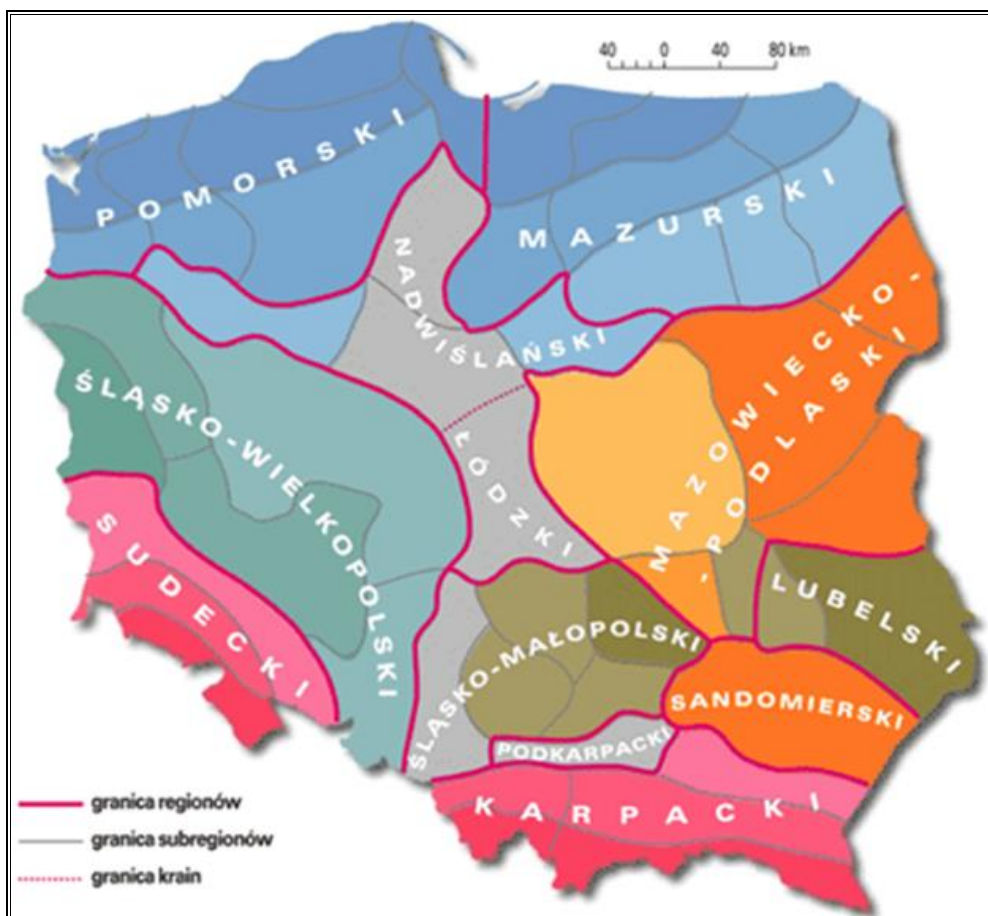 40 0 40 80 km
POMORSKI
MAZURSKI
NADWIŚLAŃSKI
MAZOWIECKO-
-PODLASKI
ŚLĄSKO-WIELKOPOLSKI
ŁÓDZKI
SUDECKI
LUBELSKI
ŚLĄSKO-MAŁOPOLSKI
SANDOMIERSKI
PODKARPACKI
KARPACKI
granica regionów
granica subregionów
granica krain